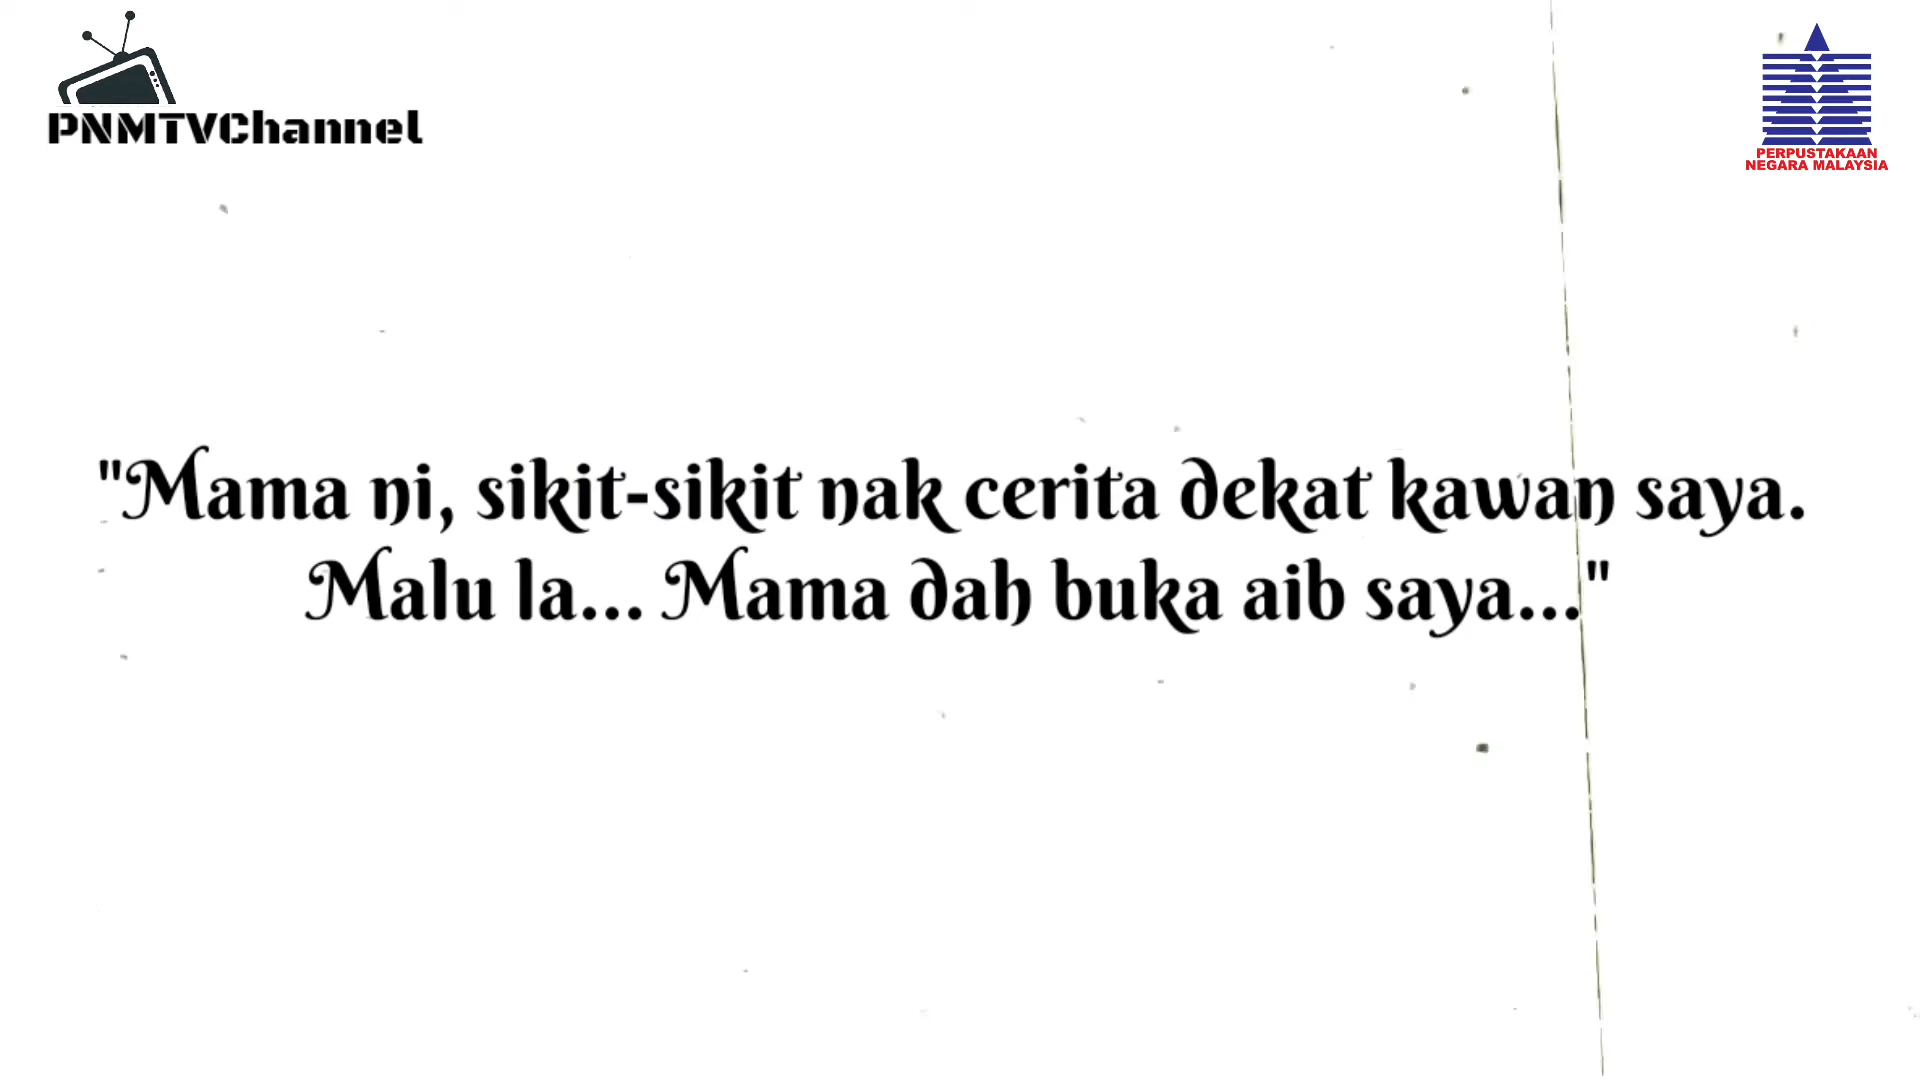 PNMTVChannel
PERPUSTAKAAN
NEGARA MALAYSIA
"Mama ni, sikit-sikit nak cerita dekat kawan saya.
Malu la... Mama dah buka aib saya..."